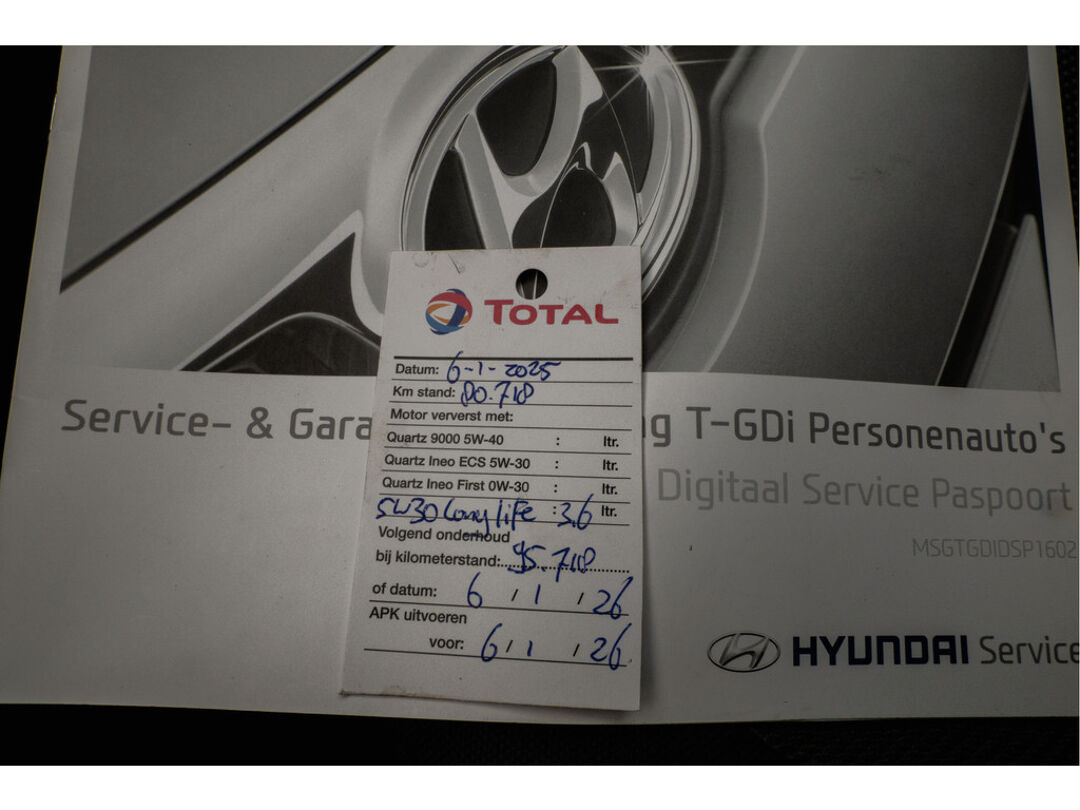 TOTAL
Datum: 6-1-2025
Km stand: 80.718
Motor ververst met:
Quartz 9000 5W-40 : ltr.
Quartz Ineo ECS 5W-30 : ltr.
Quartz Ineo First 0W-30 : ltr.
5W30 Longlife : 3.6 ltr.
Volgend onderhoud
bij kilometerstand: 95.718
of datum: 6 / 1 / 26
APK uitvoeren
voor: 6 / 1 / 26
Service- & Gara g T-GDi Personenauto's
Digitaal Service Paspoort
MSGTGDIDSP1602
HYUNDAI Service